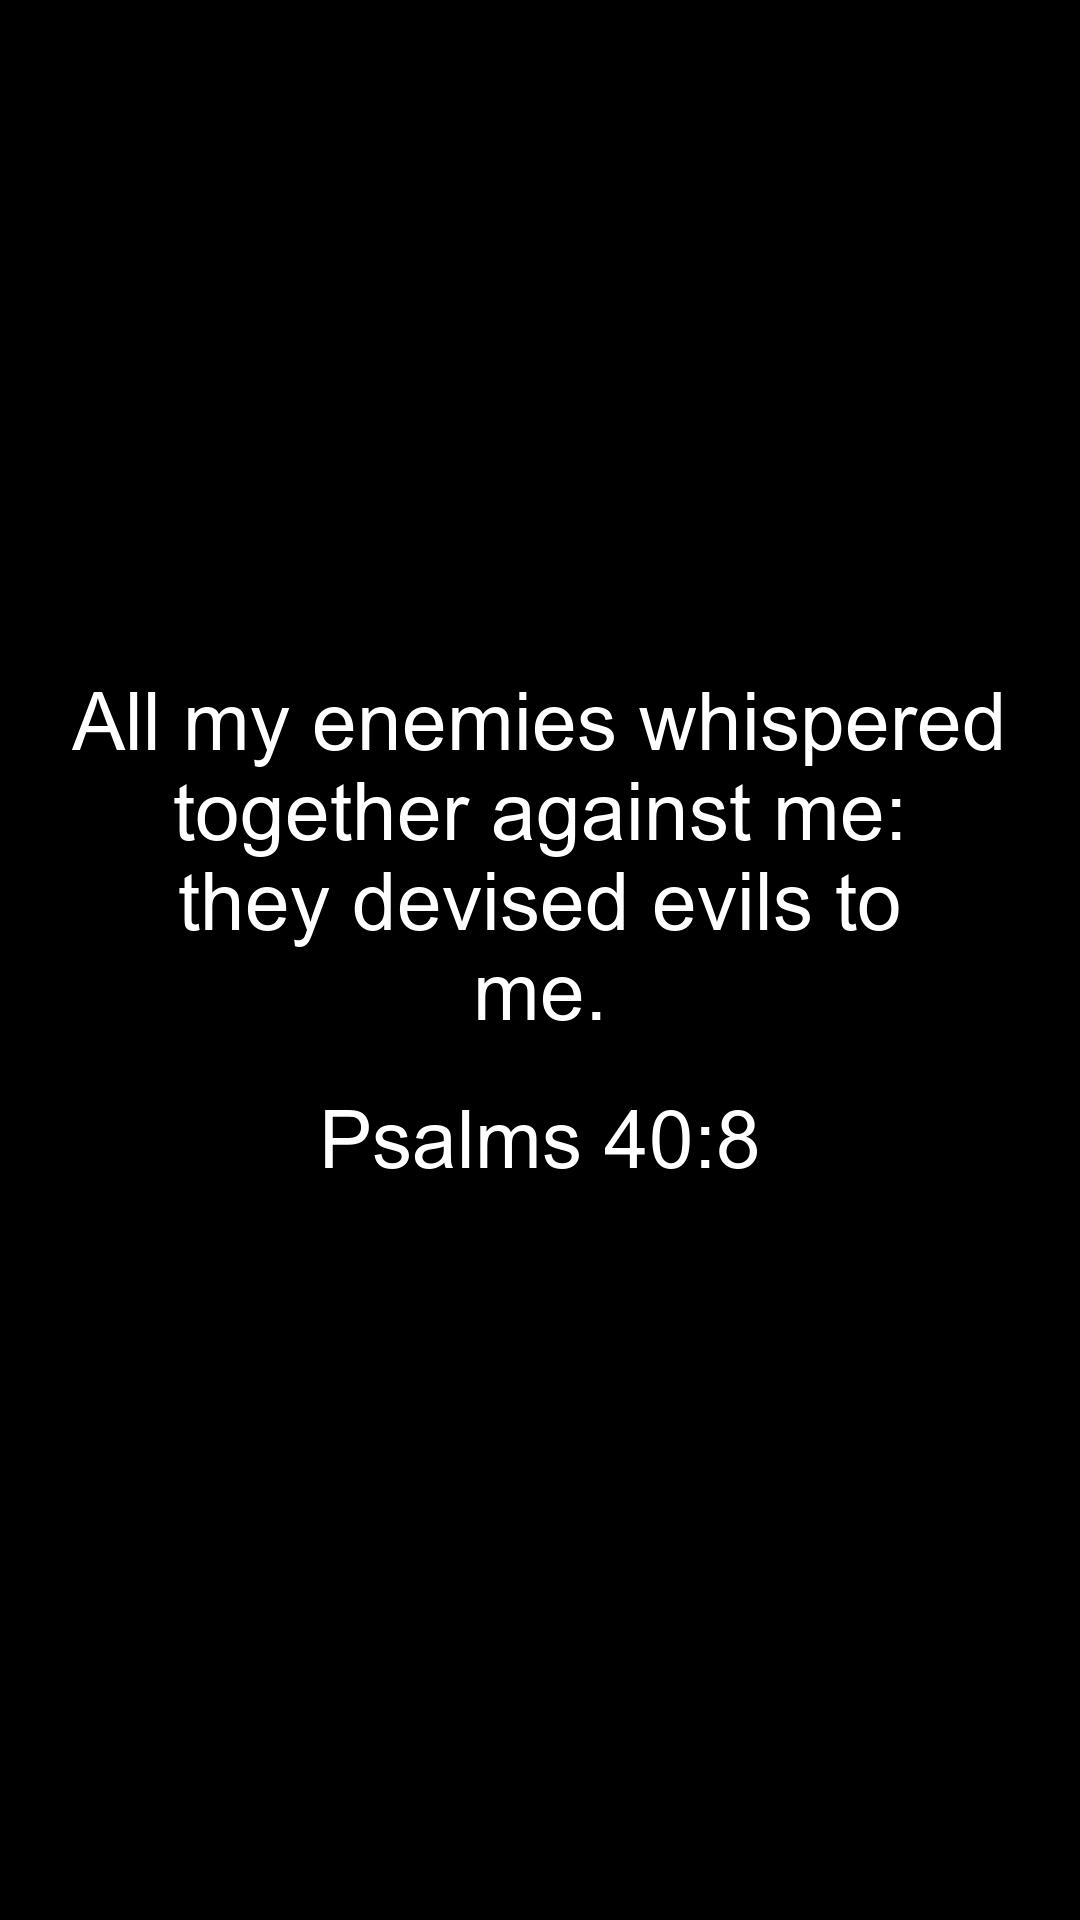 All my enemies whispered
together against me:
they devised evils to
me.
Psalms 40:8